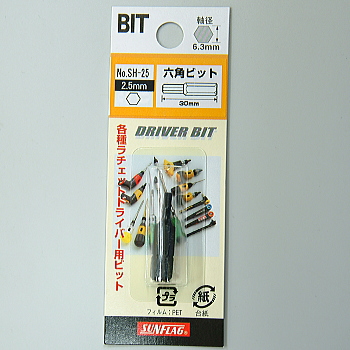 BIT
軸径
6.3mm
No.SH-25
2.5mm
六角ビット
30mm
DRIVER BIT
各種ラチェットドライバー用ビット
プラ
フィルム:PET
紙
台紙
SUNFLAG